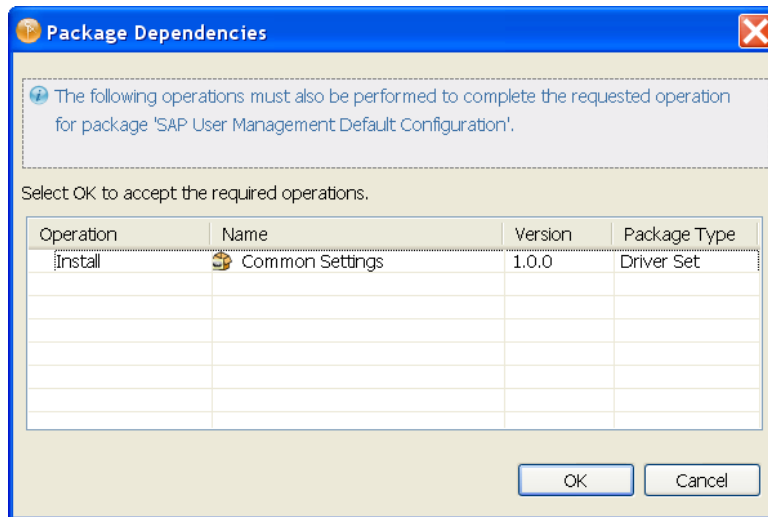 Package Dependencies
The following operations must also be performed to complete the requested operation
for package 'SAP User Management Default Configuration'.
Select OK to accept the required operations.
Operation Name Version Package Type
Install Common Settings 1.0.0 Driver Set
OK Cancel